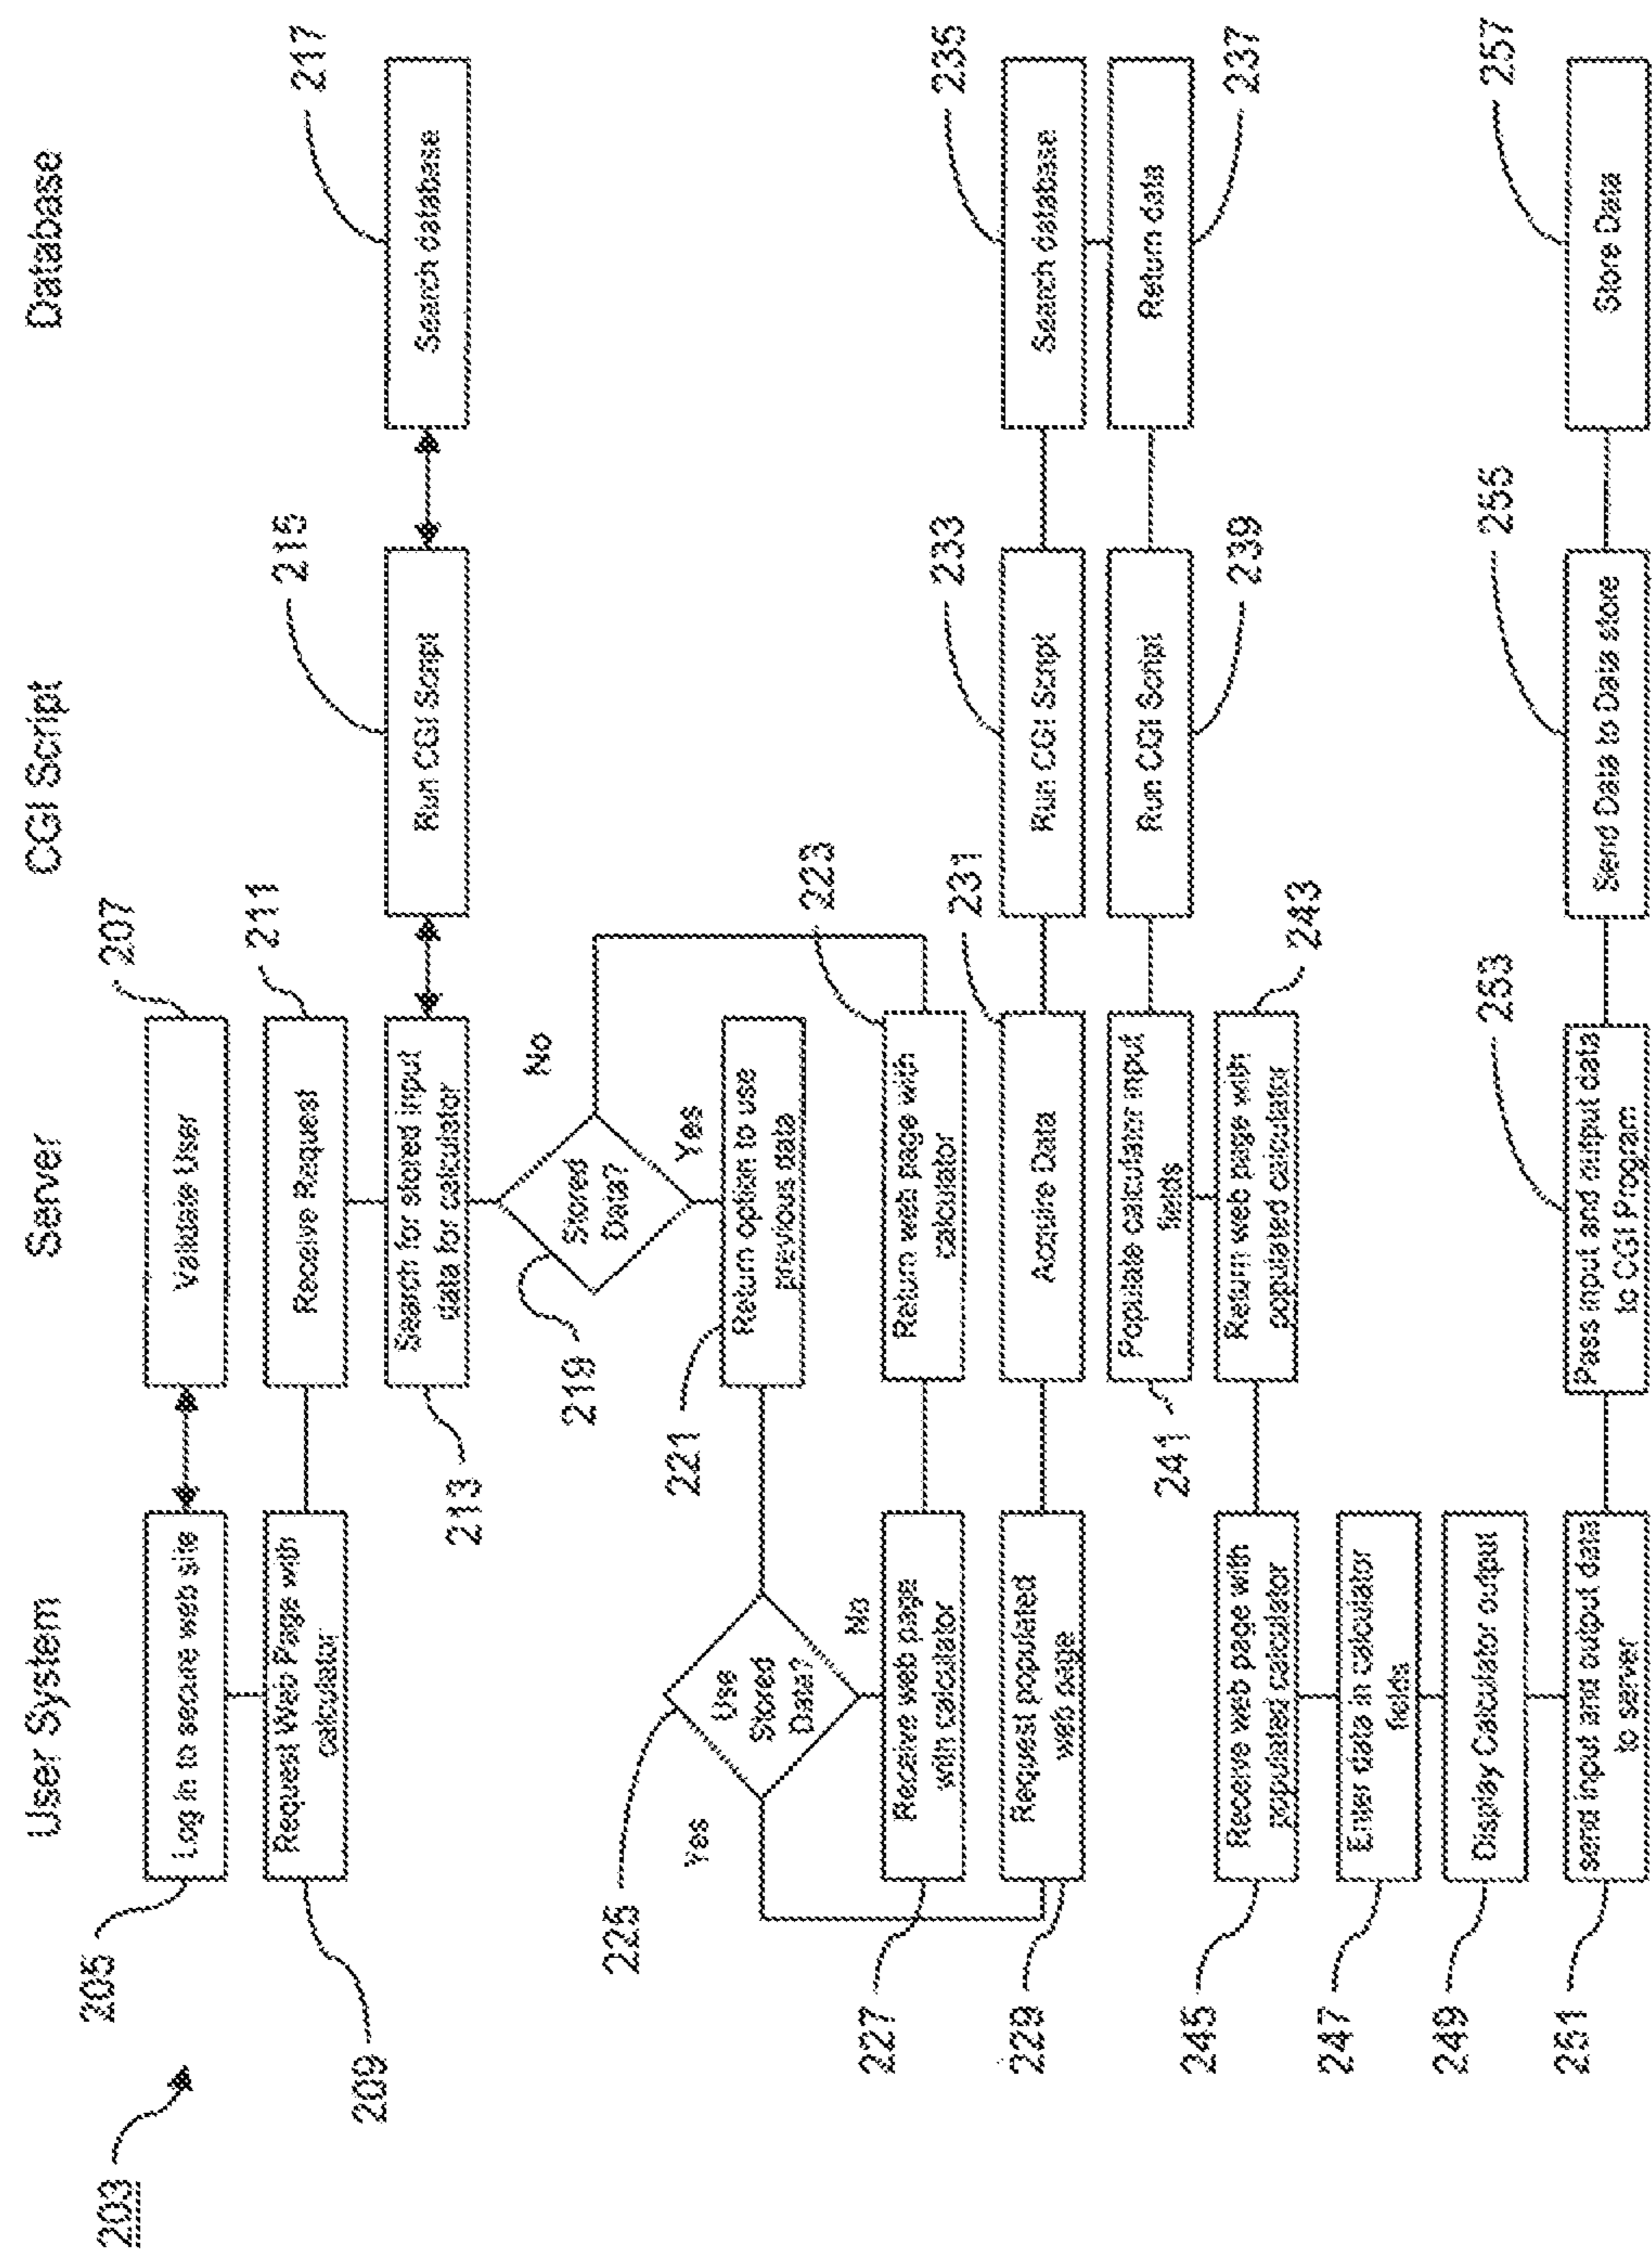 User System
Server
CGI Script
Database
203
205
Log in to secure web site
Validate User
207
209
Request Web Page with
calculator
Receive Request
211
213
Search for stored input
data for calculator
Run CGI Script
215
Search database
217
219
Stored
Data?
No
Yes
221
Return option to use
previous data
225
Use
Stored
Data?
Yes
No
227
Receive web page
with calculator
Return web page with
calculator
223
229
Request populated
web page
Acquire Data
231
Run CGI Script
233
Search database
235
241
Populate calculator input
fields
Run CGI Script
239
Return data
237
245
Receive web page with
populated calculator
Return web page with
populated calculator
243
247
Enter data in calculator
fields
249
Display Calculator output
251
send input and output data
to server
Pass input and output data
to CGI Program
253
Send Data to Data store
255
Store Data
257